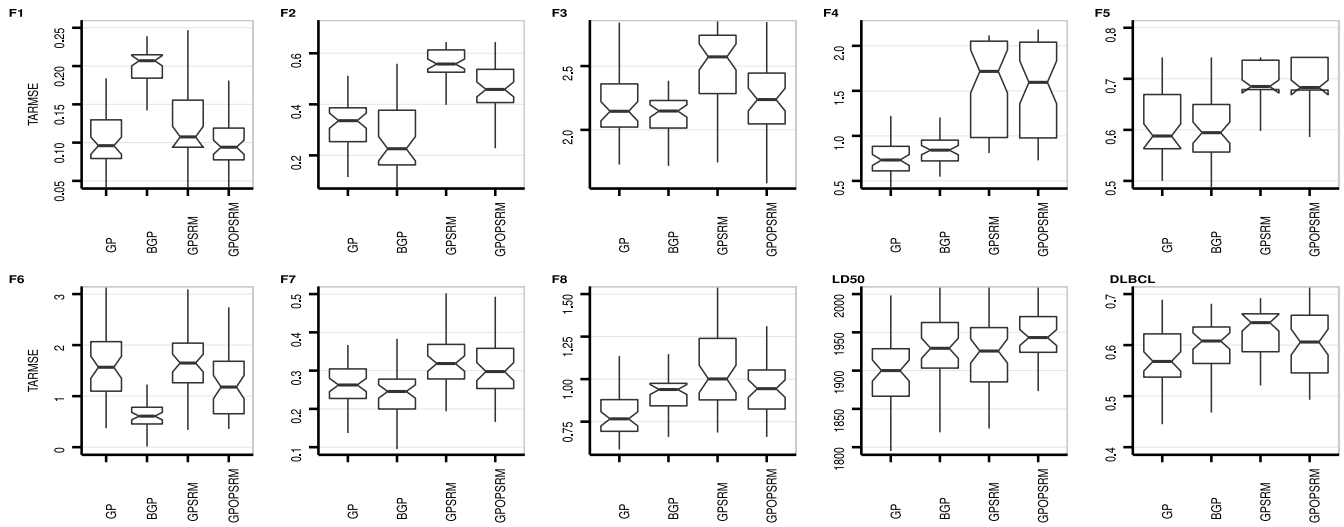 F1 F2 F3 F4 F5
TARMSE
0.25 0.20 0.15 0.10 0.05
0.6 0.4 0.2
2.5 2.0
2.0 1.5 1.0 0.5
0.8 0.7 0.6 0.5
GP BGP GPSRM GPOPSRM
GP BGP GPSRM GPOPSRM
GP BGP GPSRM GPOPSRM
GP BGP GPSRM GPOPSRM
GP BGP GPSRM GPOPSRM
F6 F7 F8 LD50 DLBCL
TARMSE
3 2 1 0
0.5 0.4 0.3 0.2 0.1
1.50 1.25 1.00 0.75
2000 1950 1900 1850 1800
0.7 0.6 0.5 0.4
GP BGP GPSRM GPOPSRM
GP BGP GPSRM GPOPSRM
GP BGP GPSRM GPOPSRM
GP BGP GPSRM GPOPSRM
GP BGP GPSRM GPOPSRM